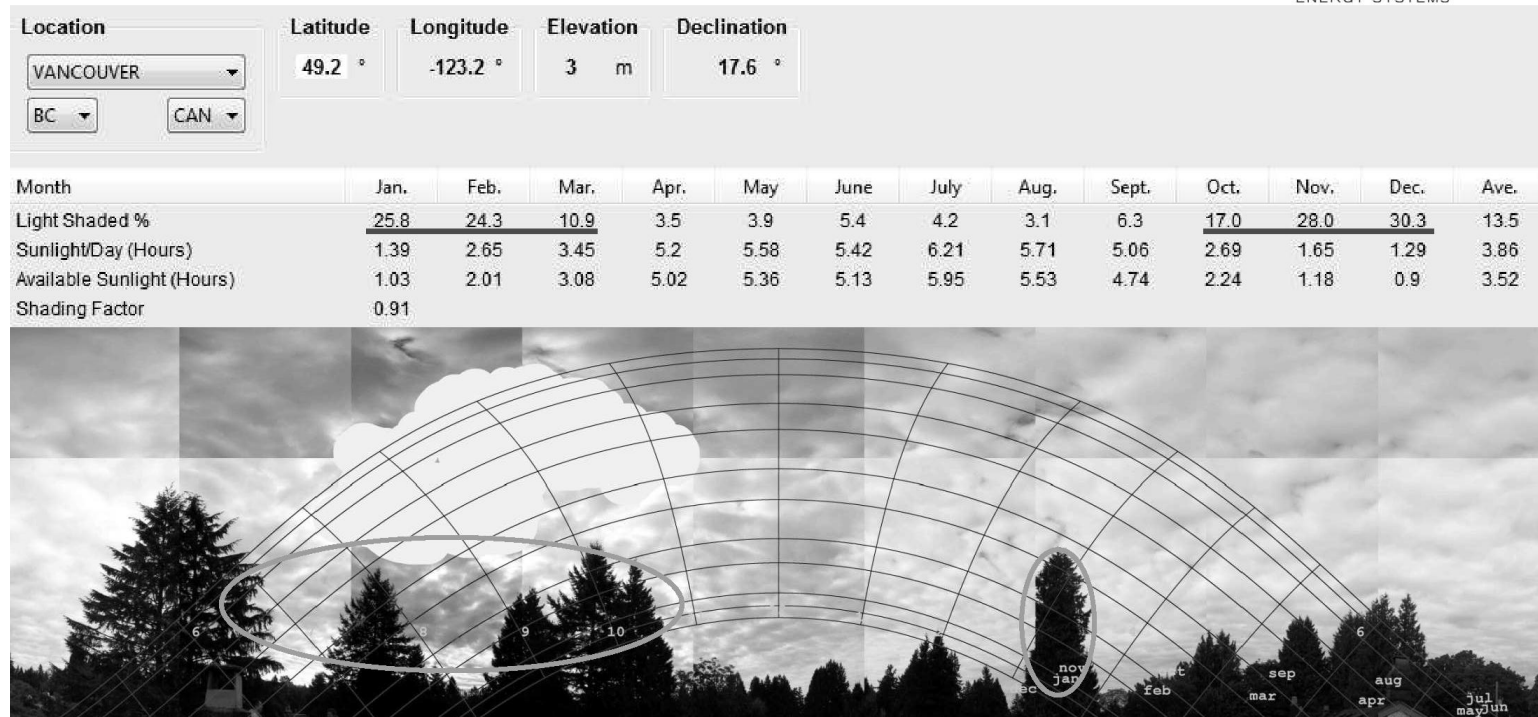 ENERGY SYSTEMS
Location Latitude Longitude Elevation Declination
VANCOUVER 49.2 ° -123.2 ° 3 m 17.6 °
BC CAN
Month Jan. Feb. Mar. Apr. May June July Aug. Sept. Oct. Nov. Dec. Ave.
Light Shaded % 25.8 24.3 10.9 3.5 3.9 5.4 4.2 3.1 6.3 17.0 28.0 30.3 13.5
Sunlight/Day (Hours) 1.39 2.65 3.45 5.2 5.58 5.42 6.21 5.71 5.06 2.69 1.65 1.29 3.86
Available Sunlight (Hours) 1.03 2.01 3.08 5.02 5.36 5.13 5.95 5.53 4.74 2.24 1.18 0.9 3.52
Shading Factor 0.91
6 8 9 10 6
nov sep
jan aug
dec feb mar apr jul
may jun